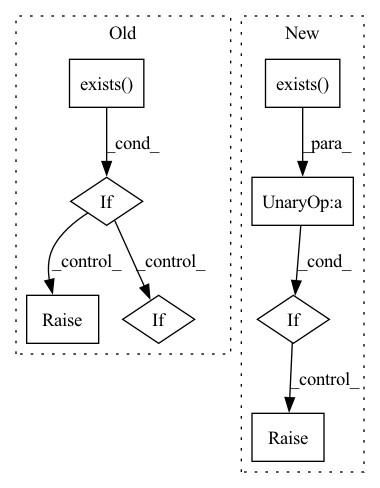 Old
New
exists()
exists()
_cond_
_para_
If
UnaryOp:a
_control_
_control_
_cond_
Raise
If
If
_control_
Raise